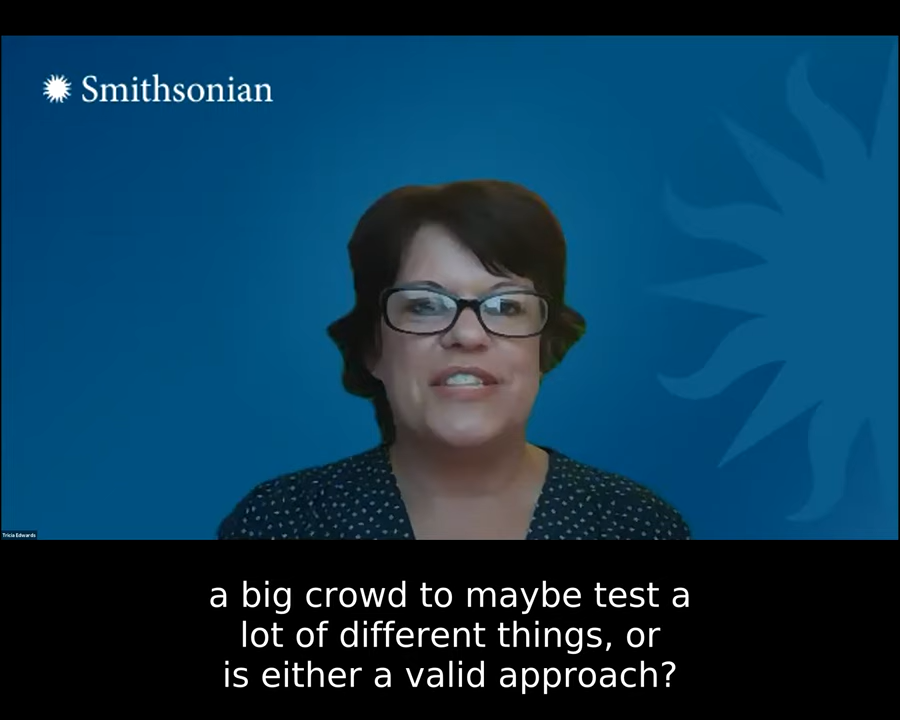 Smithsonian
Tricia Edwards
a big crowd to maybe test a
lot of different things, or
is either a valid approach?